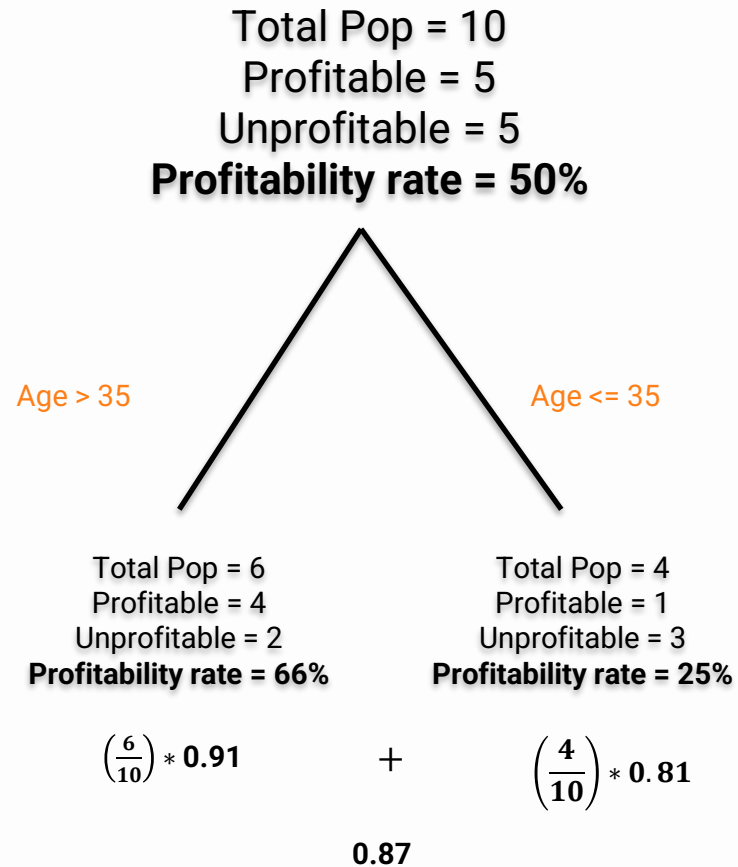 Total Pop = 10
Profitable = 5
Unprofitable = 5
Profitability rate = 50%
Age > 35
Age <= 35
Total Pop = 6
Profitable = 4
Unprofitable = 2
Profitability rate = 66%
Total Pop = 4
Profitable = 1
Unprofitable = 3
Profitability rate = 25%
(6/10) * 0.91 + (4/10) * 0.81
0.87